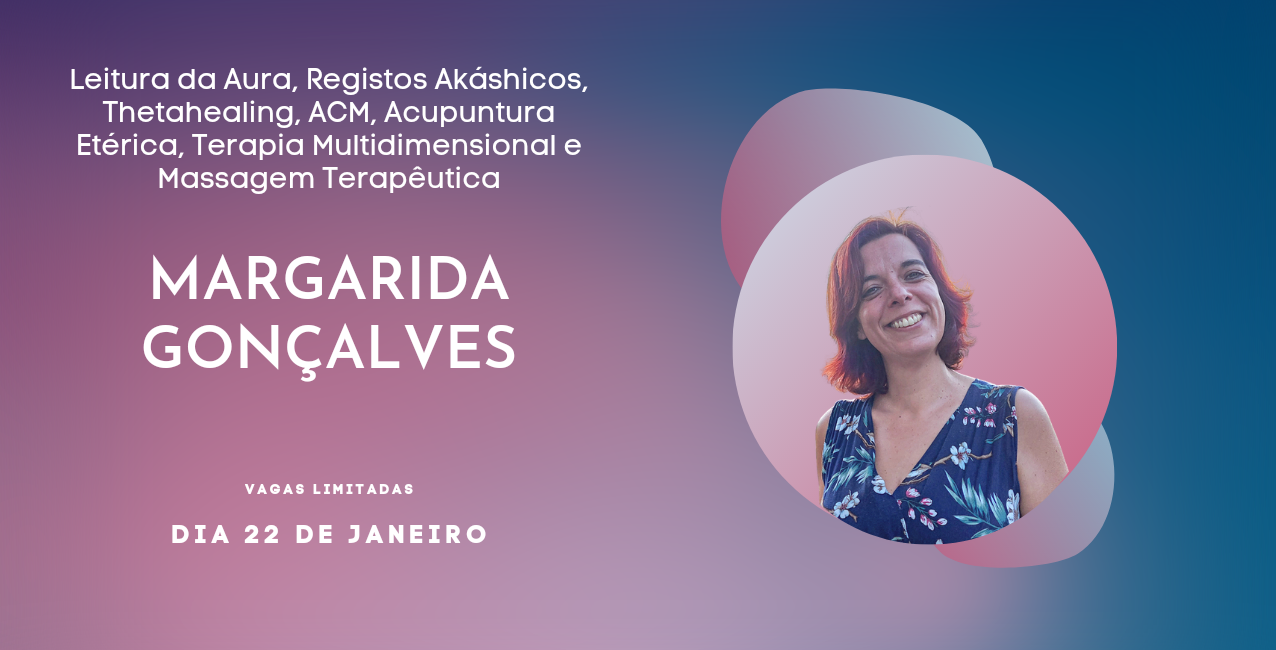 Leitura da Aura, Registos Akáshicos,
Thetahealing, ACM, Acupuntura
Etérica, Terapia Multidimensional e
Massagem Terapêutica
MARGARIDA
GONÇALVES
VAGAS LIMITADAS
DIA 22 DE JANEIRO